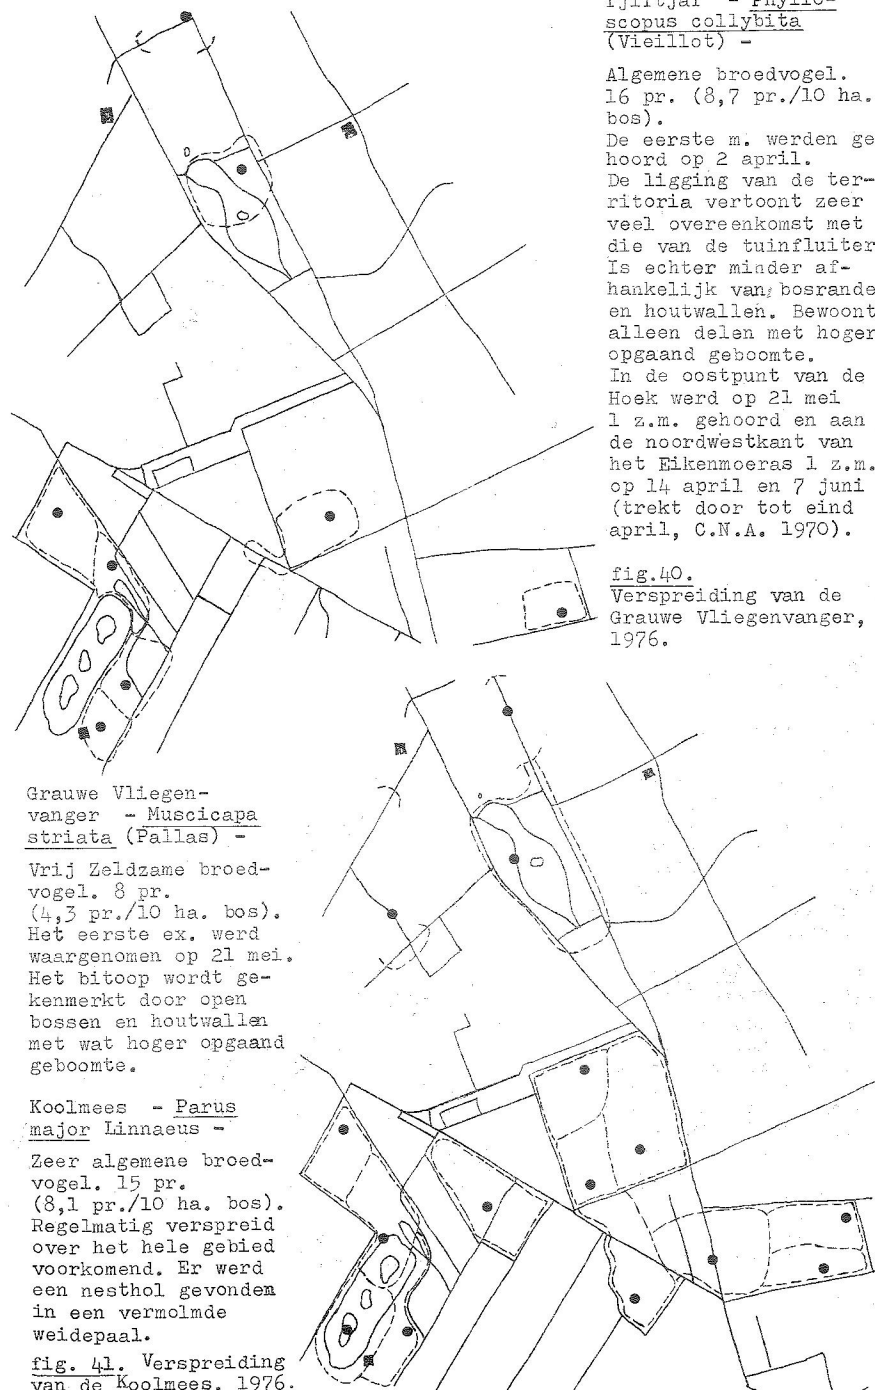 Tjiftjaf - Phyllo-
scopus collybita
(Vieillot) -
Algemene broedvogel.
16 pr. (8,7 pr./10 ha.
bos).
De eerste m. werden ge
hoord op 2 april.
De ligging van de ter-
ritoria vertoont zeer
veel overeenkomst met
die van de tuinfluiter
Is echter minder af-
hankelijk van bosrande
en houtwallen. Bewoont
alleen delen met hoger
opgaand geboomte.
In de oostpunt van de
Hoek werd op 21 mei
1 z.m. gehoord en aan
de noordwestkant van
het Eikenmoeras 1 z.m.
op 14 april en 7 juni
(trekt door tot eind
april, C.N.A. 1970).
fig.40.
Verspreiding van de
Grauwe Vliegenvanger,
1976.
Grauwe Vliegen-
vanger - Muscicapa
striata (Pallas) -
Vrij Zeldzame broed-
vogel. 8 pr.
(4,3 pr./10 ha. bos).
Het eerste ex. werd
waargenomen op 21 mei.
Het bitoop wordt ge-
kenmerkt door open
bossen en houtwallen
met wat hoger opgaand
geboomte.
Koolmees - Parus
major Linnaeus -
Zeer algemene broed-
vogel. 15 pr.
(8,1 pr./10 ha. bos).
Regelmatig verspreid
over het hele gebied
voorkomend. Er werd
een nesthol gevonden
in een vermolmde
weidepaal.
fig. 41. Verspreiding
van de Koolmees. 1976.